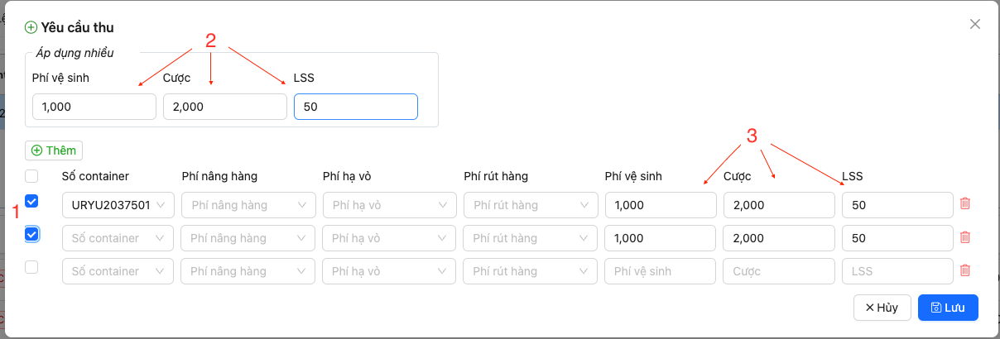 Yêu cầu thu
2
Áp dụng nhiều
Phí vệ sinh Cược LSS
1,000 2,000 50
3
Thêm
Số container Phí nâng hàng Phí hạ vỏ Phí rút hàng Phí vệ sinh Cược LSS
1
URYU2037501 Phí nâng hàng Phí hạ vỏ Phí rút hàng 1,000 2,000 50
Số container Phí nâng hàng Phí hạ vỏ Phí rút hàng 1,000 2,000 50
Số container Phí nâng hàng Phí hạ vỏ Phí rút hàng Phí vệ sinh Cược LSS
Hủy Lưu